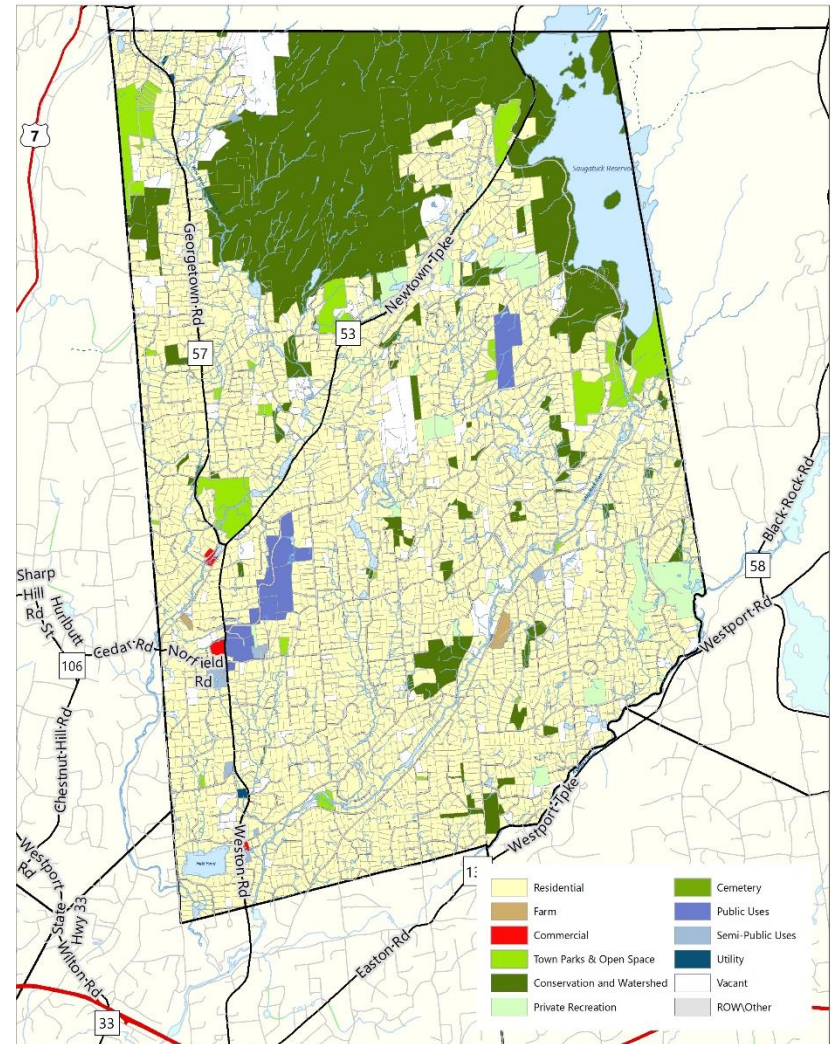 7
Saugatuck Reservoir
Georgetown Rd
Newtown Tpke
53
57
Black Rock Rd
58
Westport Rd
Sharp
Hill
Rd
Hurlbutt
St
Cedar Rd
Norfield
Rd
106
Chestnut Hill Rd
Weston Rd
Westport Tpke
Westport
Rd
State
Hwy 33
Wilton Rd
33
Easton Rd
13
Residential
Farm
Commercial
Town Parks & Open Space
Conservation and Watershed
Private Recreation
Cemetery
Public Uses
Semi-Public Uses
Utility
Vacant
ROW\Other